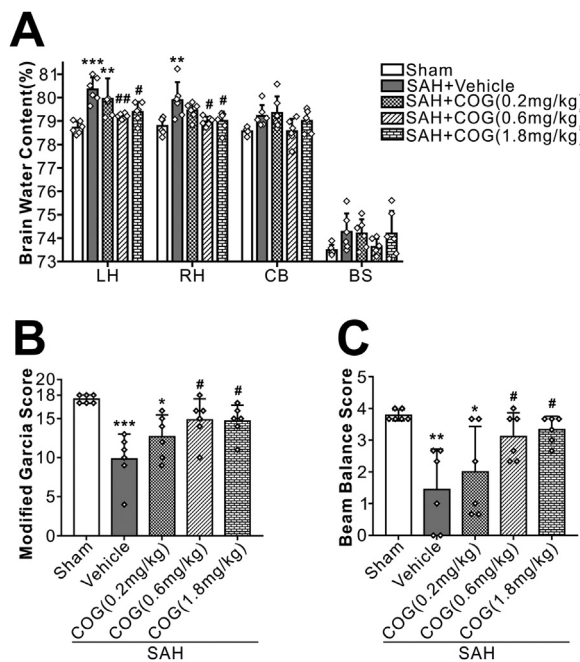 A
Brain Water Content(%)
81
80
79
78
77
76
75
74
73
***
**
##
#
**
#
#
LH
RH
CB
BS
Sham
SAH+Vehicle
SAH+COG(0.2mg/kg)
SAH+COG(0.6mg/kg)
SAH+COG(1.8mg/kg)
B
Modified Garcia Score
20
18
15
10
5
0
***
*
#
#
Sham
Vehicle
COG(0.2mg/kg)
COG(0.6mg/kg)
COG(1.8mg/kg)
SAH
C
Beam Balance Score
5
4
3
2
1
0
**
*
#
#
Sham
Vehicle
COG(0.2mg/kg)
COG(0.6mg/kg)
COG(1.8mg/kg)
SAH